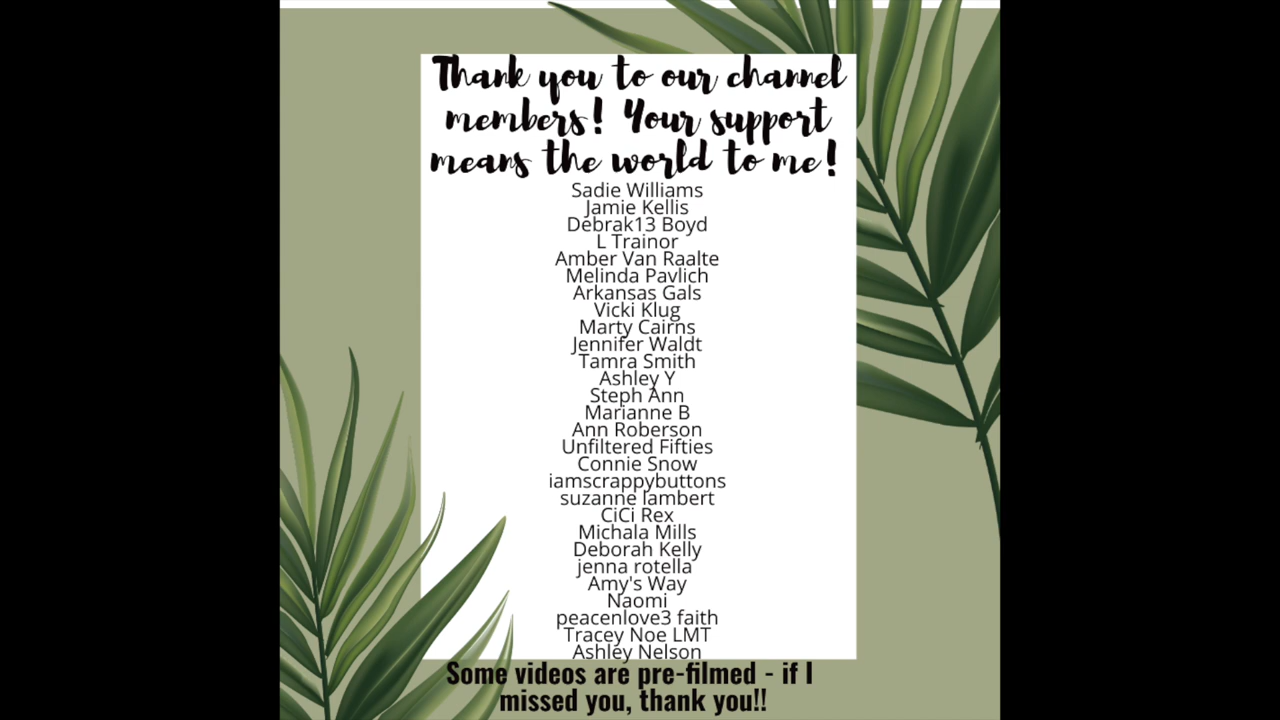 Thank you to our channel
members! Your support
means the world to me!
Sadie Williams
Jamie Kellis
Debrak13 Boyd
L Trainor
Amber Van Raalte
Melinda Pavlich
Arkansas Gals
Vicki Klug
Marty Cairns
Jennifer Waldt
Tamra Smith
Ashley Y
Steph Ann
Marianne B
Ann Roberson
Unfiltered Fifties
Connie Snow
iamscrappybuttons
suzanne lambert
CiCi Rex
Michala Mills
Deborah Kelly
jenna rotella
Amy's Way
Naomi
peacenlove3 faith
Tracey Noe LMT
Ashley Nelson
Some videos are pre-filmed - if I
missed you, thank you!!